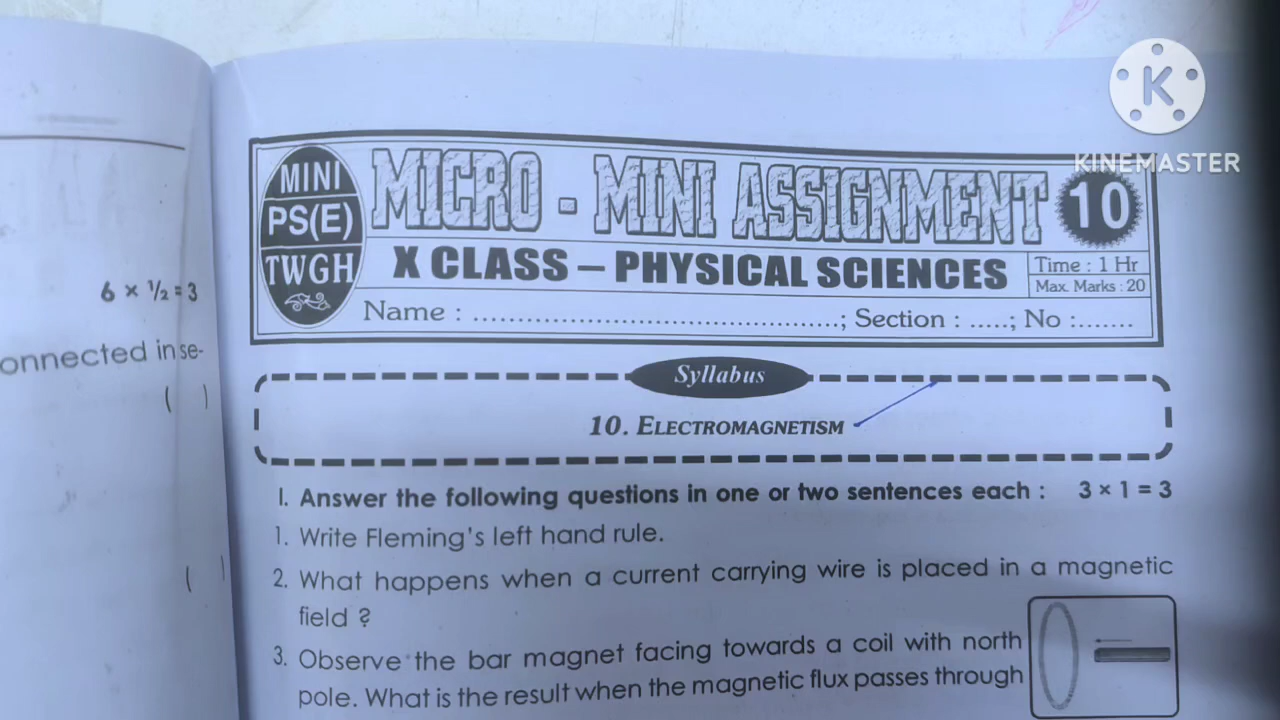 6 x ½ = 3
onnected in se-
( )
( )
MINI
PS(E)
TWGH
MICRO - MINI ASSIGNMENT 10
X CLASS – PHYSICAL SCIENCES
Time : 1 Hr
Max. Marks : 20
Name : ..........................................; Section : .....; No :.......
Syllabus
10. ELECTROMAGNETISM
I. Answer the following questions in one or two sentences each : 3 × 1 = 3
1. Write Fleming's left hand rule.
2. What happens when a current carrying wire is placed in a magnetic
field ?
3. Observe the bar magnet facing towards a coil with north
pole. What is the result when the magnetic flux passes through
K
KINEMASTER